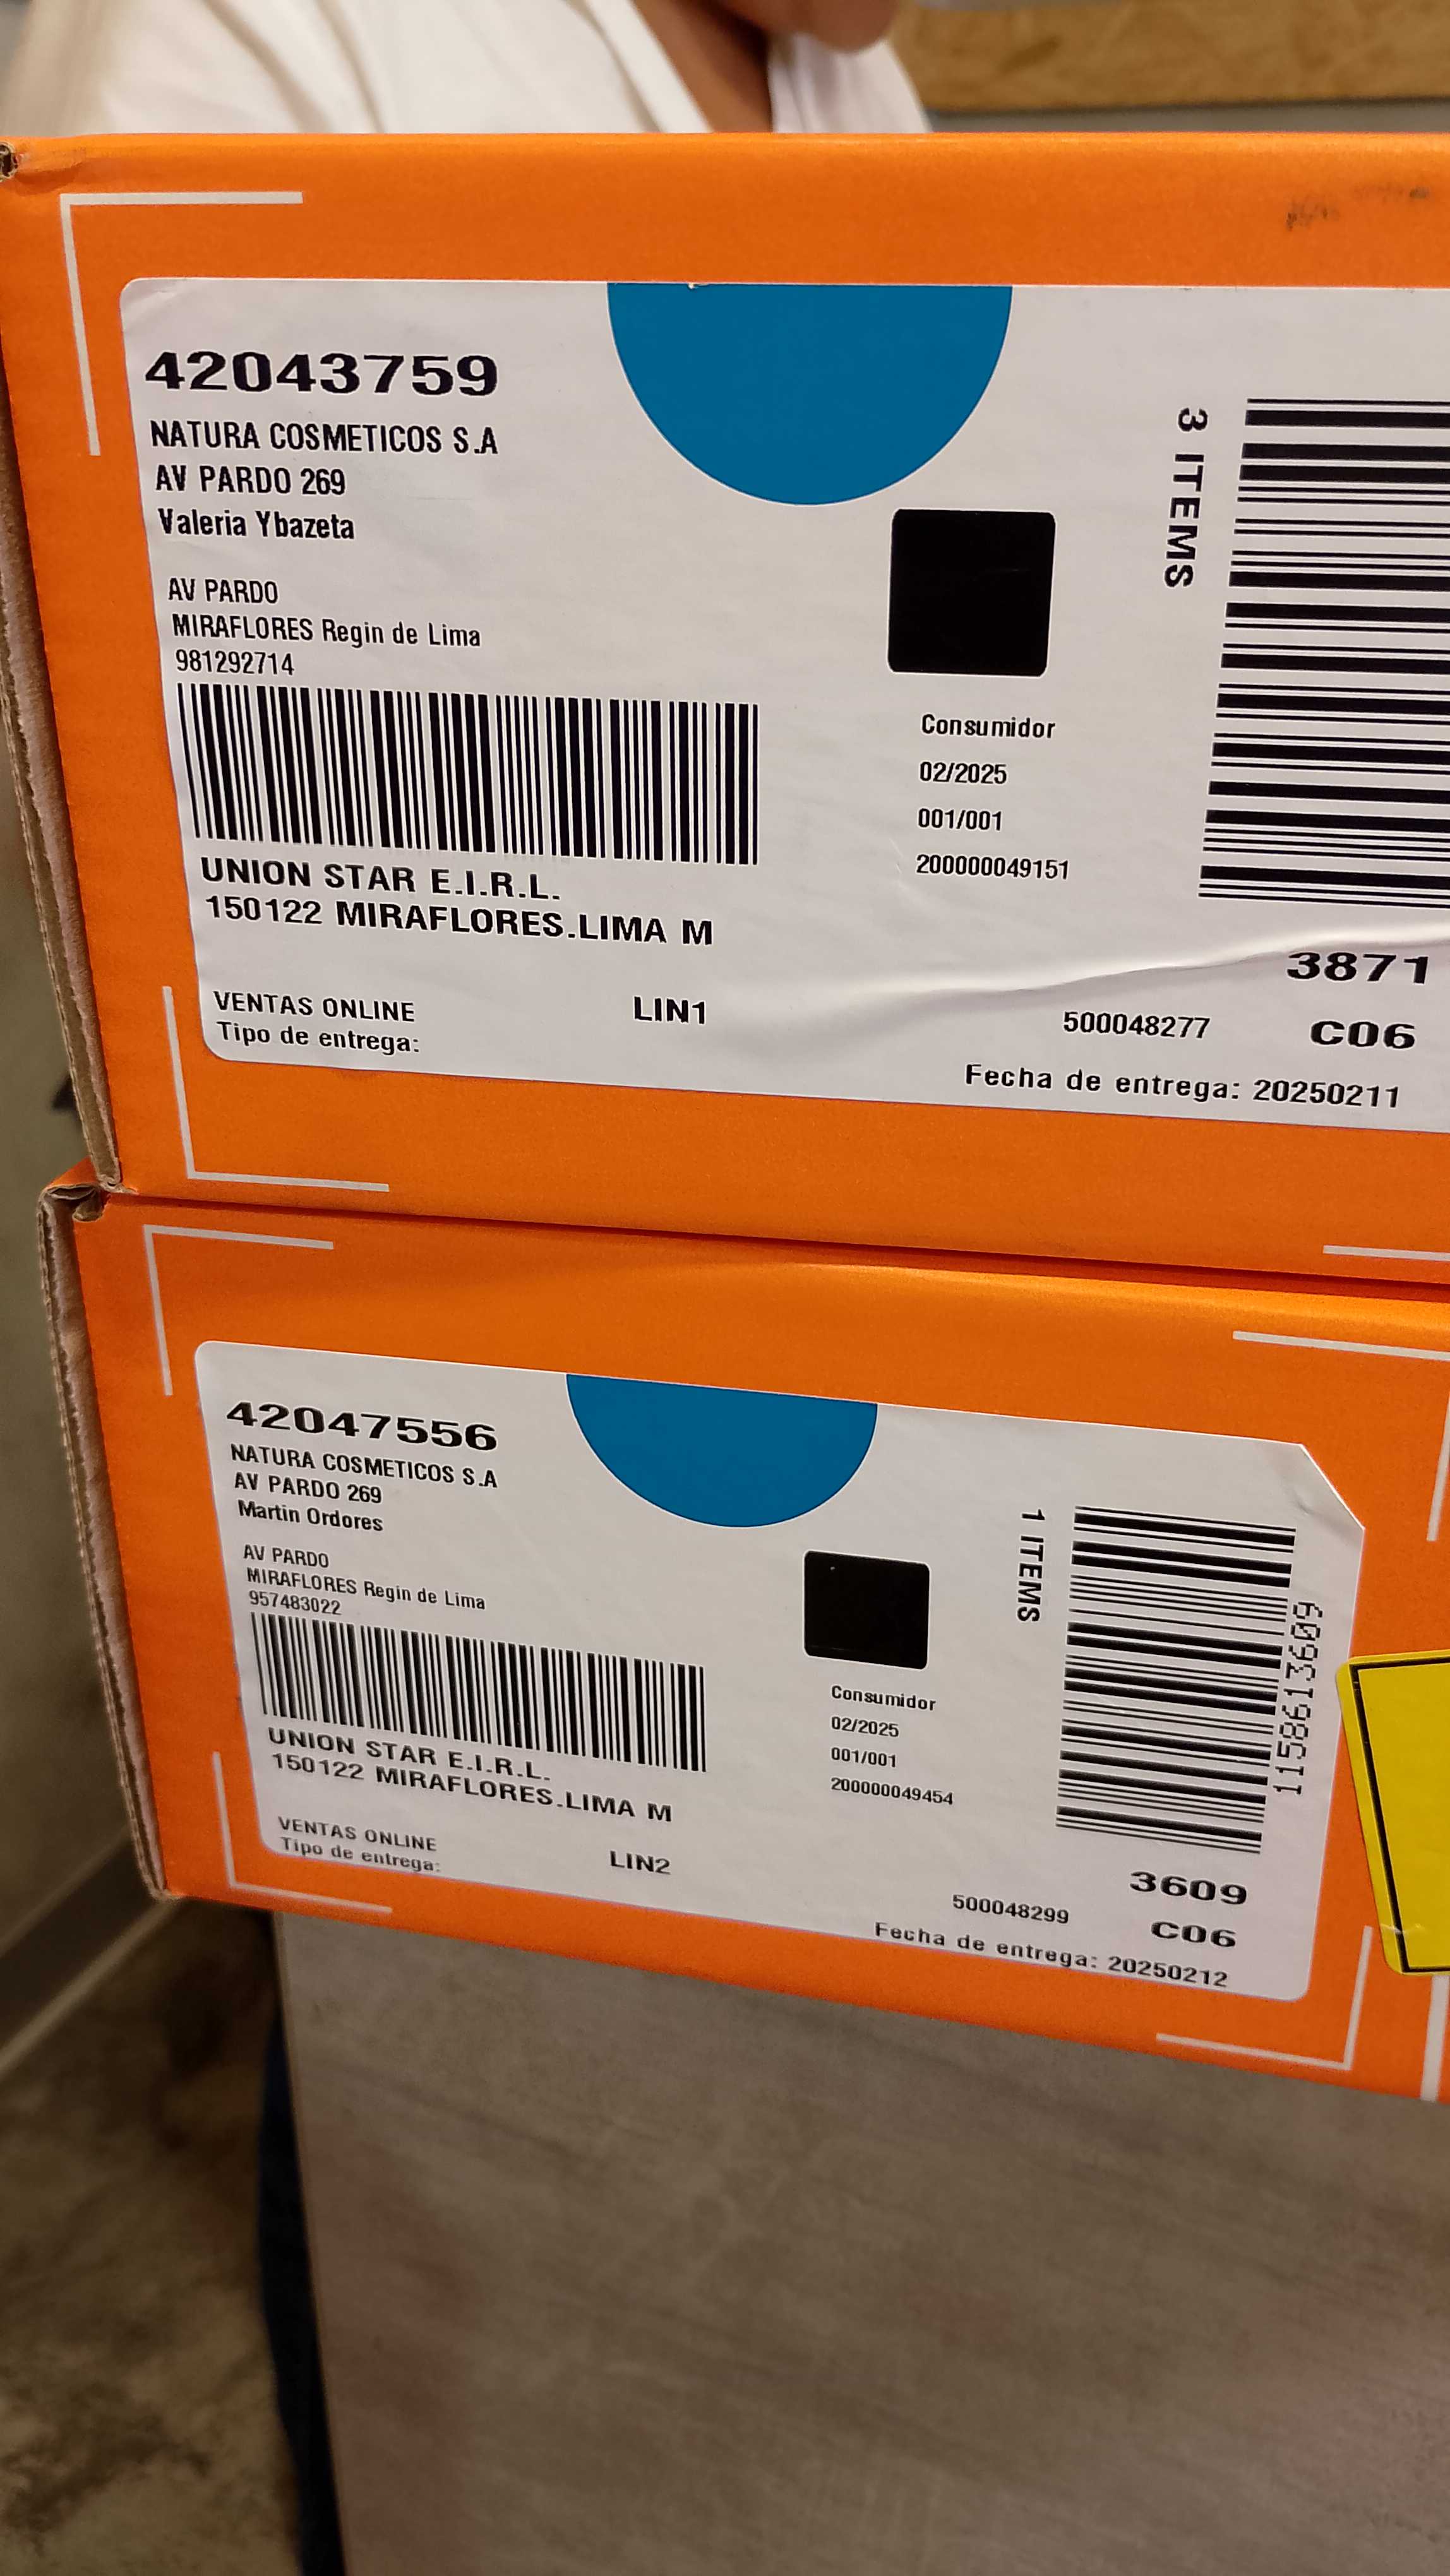 42043759
NATURA COSMETICOS S.A
AV PARDO 269
Valeria Ybazeta
AV PARDO
MIRAFLORES Regin de Lima
981292714
UNION STAR E.I.R.L.
150122 MIRAFLORES.LIMA M
VENTAS ONLINE
Tipo de entrega:
LIN1
Consumidor
02/2025
001/001
200000049151
3 ITEMS
3871
500048277
C06
Fecha de entrega: 20250211
42047556
NATURA COSMETICOS S.A
AV PARDO 269
Martin Ordores
AV PARDO
MIRAFLORES Regin de Lima
957483022
UNION STAR E.I.R.L.
150122 MIRAFLORES.LIMA M
VENTAS ONLINE
Tipo de entrega:
LIN2
Consumidor
02/2025
001/001
200000049454
1 ITEMS
1158613609
3609
500048299
C06
Fecha de entrega: 20250212